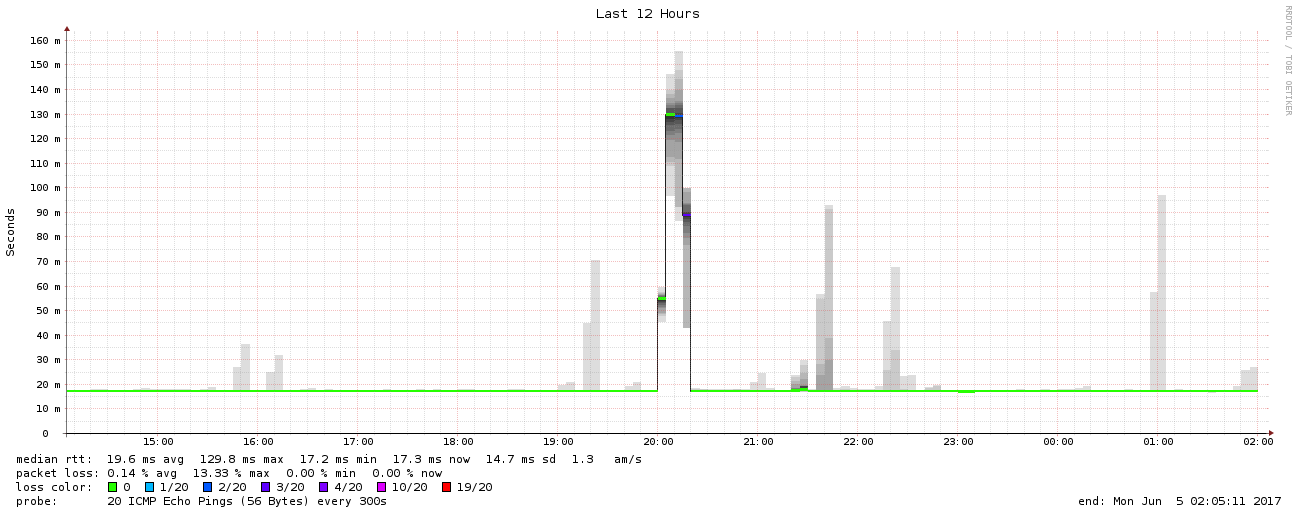 Last 12 Hours
RRDTOOL / TOBI OETIKER
Seconds
160 m
150 m
140 m
130 m
120 m
110 m
100 m
90 m
80 m
70 m
60 m
50 m
40 m
30 m
20 m
10 m
0
15:00 16:00 17:00 18:00 19:00 20:00 21:00 22:00 23:00 00:00 01:00 02:00
median rtt: 19.6 ms avg 129.8 ms max 17.2 ms min 17.3 ms now 14.7 ms sd 1.3 am/s
packet loss: 0.14 % avg 13.33 % max 0.00 % min 0.00 % now
loss color: 0 1/20 2/20 3/20 4/20 10/20 19/20
probe: 20 ICMP Echo Pings (56 Bytes) every 300s end: Mon Jun 5 02:05:11 2017